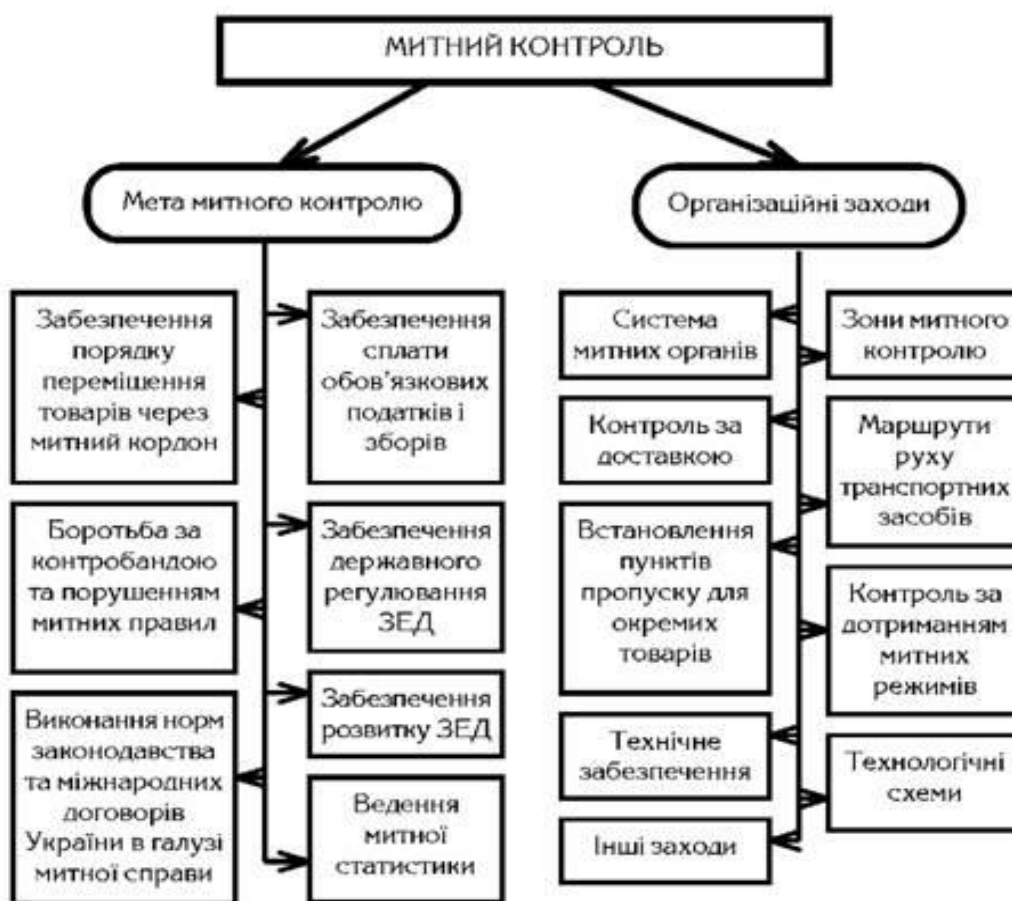 МИТНИЙ КОНТРОЛЬ
Мета митного контролю
Організаційні заходи
Забезпечення
порядку
переміщення
товарів через
митний кордон
Забезпечення
сплати
обов’язкових
податків і
зборів
Боротьба за
контробандою
та порушенням
митних правил
Забезпечення
державного
регулювання
ЗЕД
Забезпечення
розвитку ЗЕД
Виконання норм
законодавства
та міжнародних
договорів
України в галузі
митної справи
Ведення
митної
статистики
Система
митних органів
Зони митного
контролю
Контроль за
доставкою
Маршрути
руху
транспортних
засобів
Встановлення
пунктів
пропуску для
окремих
товарів
Контроль за
дотриманням
митних
режимів
Технічне
забезпечення
Технологічні
схеми
Інші заходи